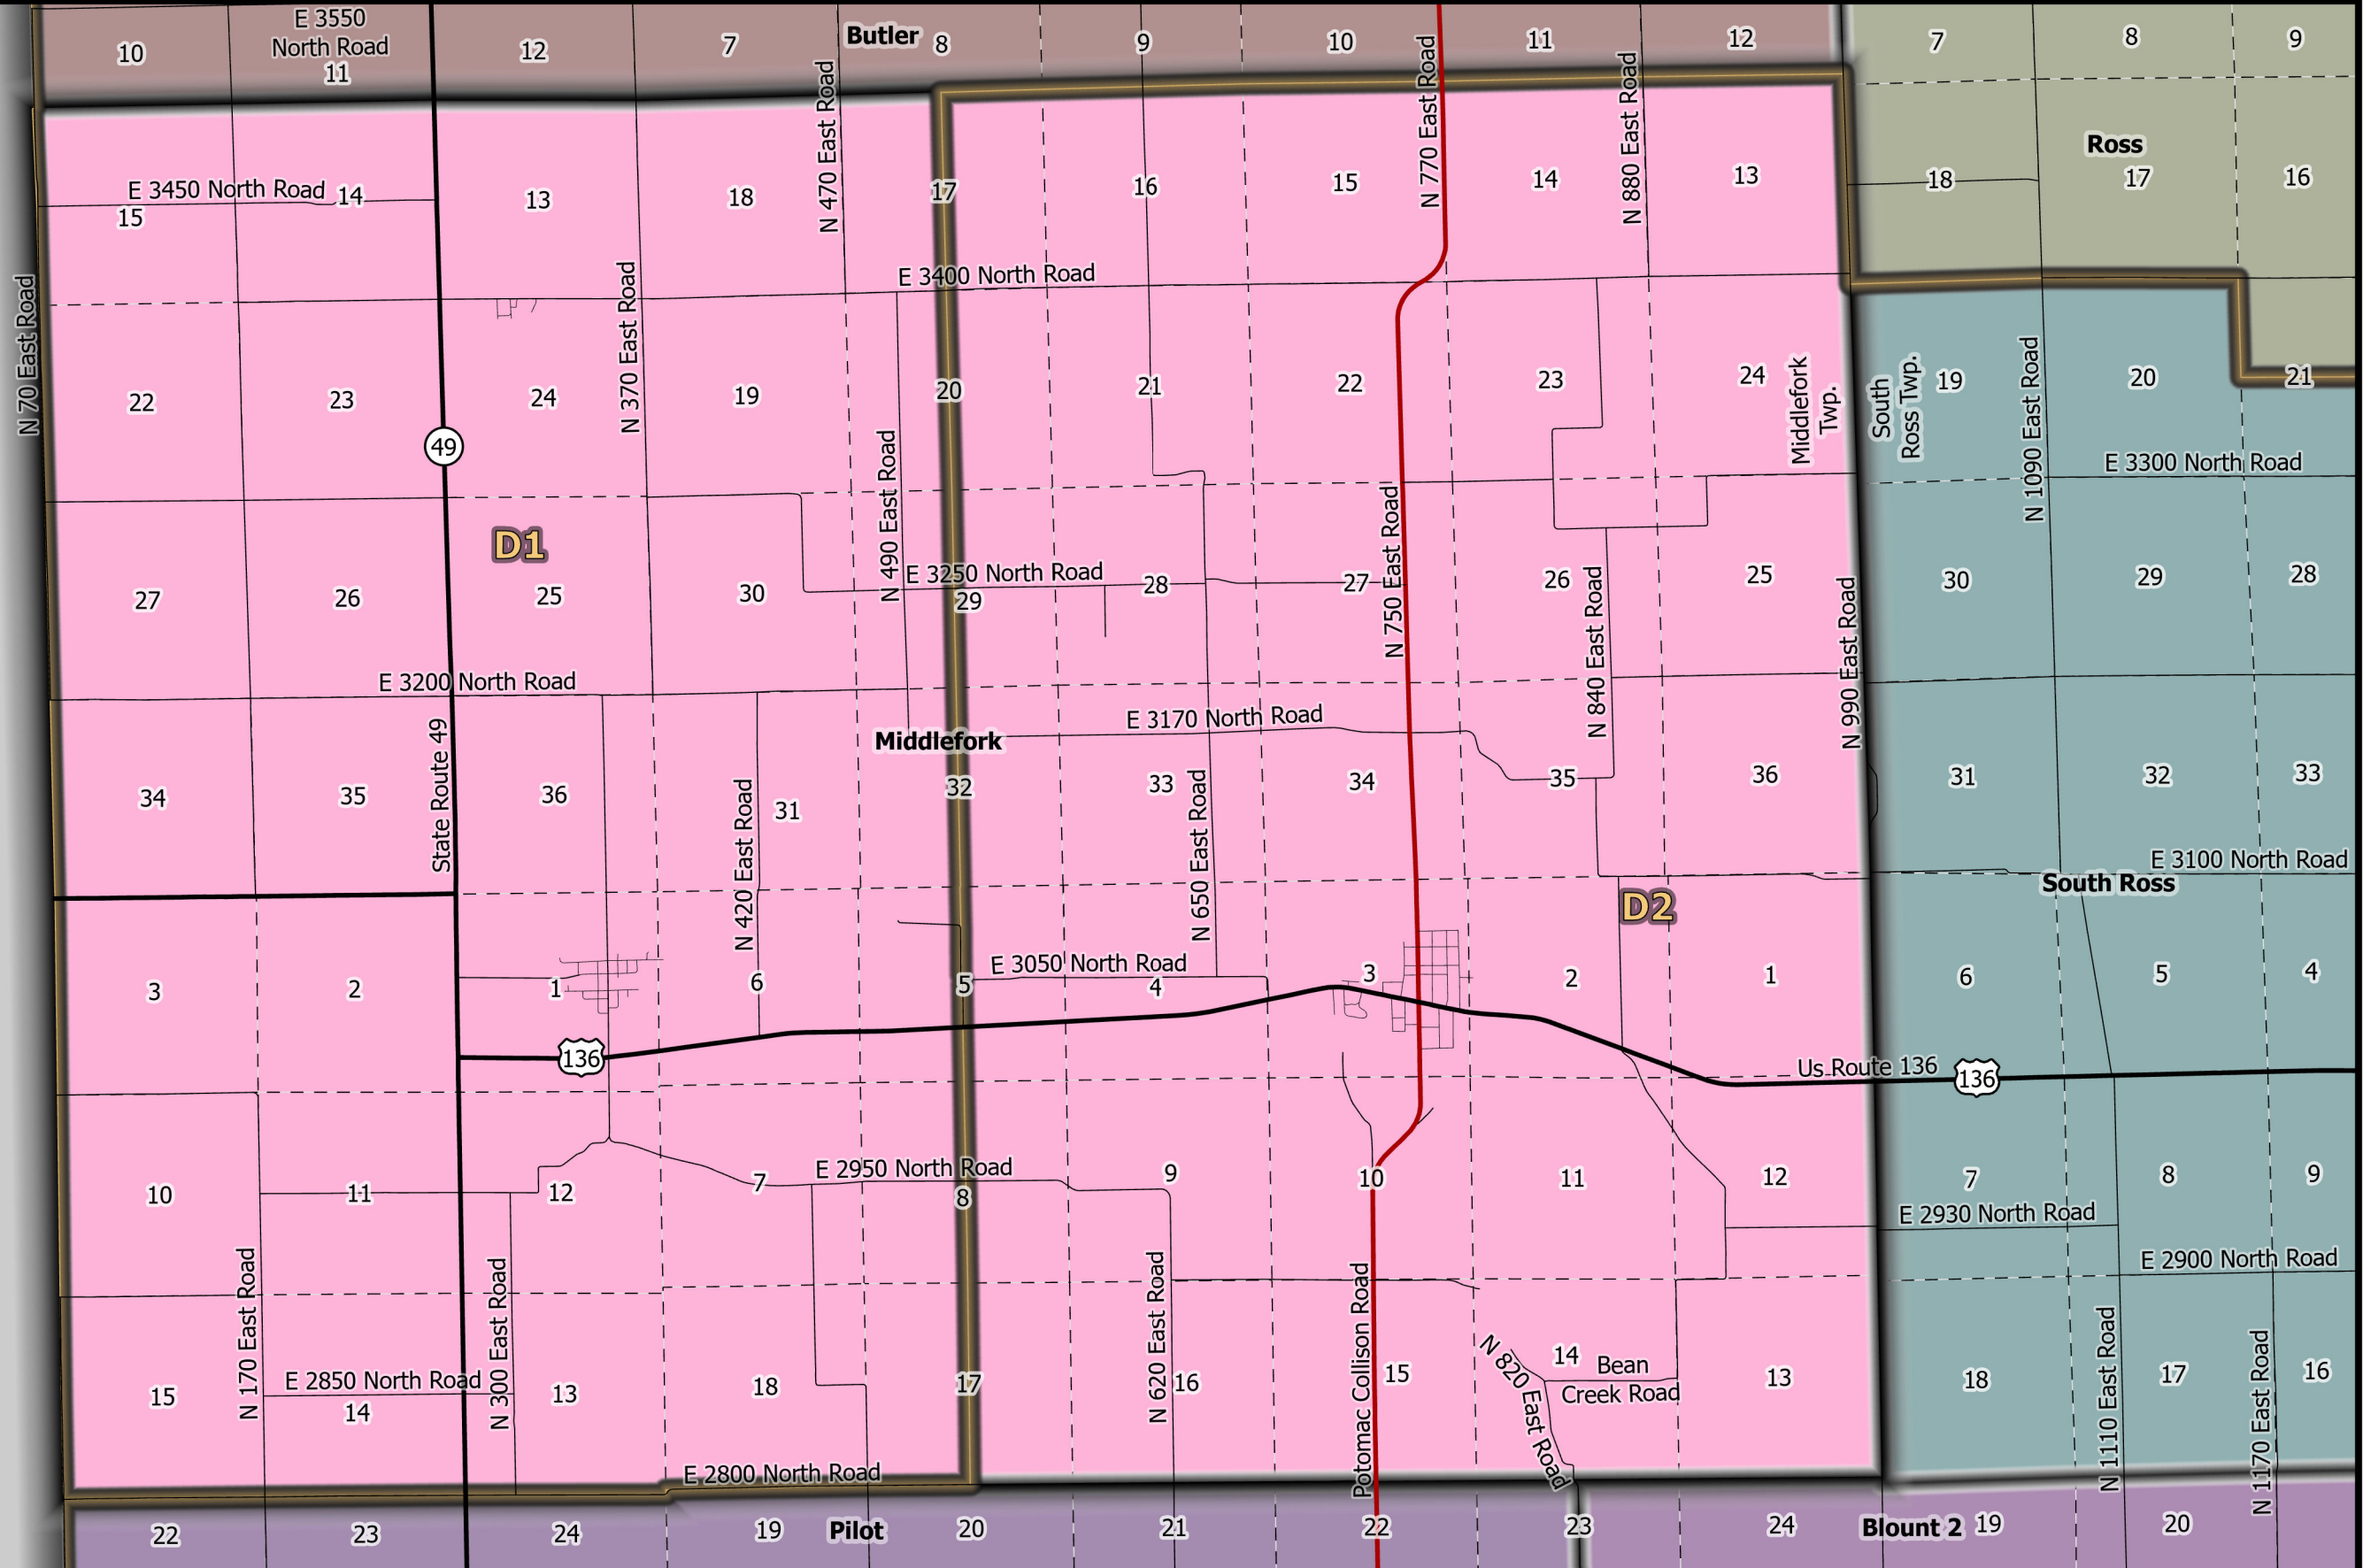 E 3550
North Road
10
11
12
7
Butler
8
9
10
11
12
7
8
9
N 470 East Road
N 770 East Road
N 880 East Road
Ross
E 3450 North Road
15
14
13
18
17
16
15
14
13
18
17
16
N 70 East Road
N 370 East Road
E 3400 North Road
22
23
24
19
20
21
22
23
24
Middlefork
Twp.
South
Ross Twp.
19
N 1090 East Road
20
21
49
N 490 East Road
N 750 East Road
E 3300 North Road
D1
27
26
25
30
E 3250 North Road
29
28
27
26
25
30
29
28
N 840 East Road
N 990 East Road
E 3200 North Road
State Route 49
E 3170 North Road
Middlefork
34
35
36
31
32
33
34
35
36
31
32
33
N 420 East Road
N 650 East Road
E 3100 North Road
South Ross
D2
3
2
1
6
5
E 3050 North Road
4
3
2
1
6
5
4
136
Us Route 136
136
10
11
12
7
E 2950 North Road
8
9
10
11
12
7
8
9
E 2930 North Road
E 2900 North Road
N 170 East Road
N 300 East Road
N 620 East Road
Potomac Collison Road
N 820 East Road
Bean
Creek Road
N 1110 East Road
N 1170 East Road
15
E 2850 North Road
14
13
18
17
16
15
14
13
18
17
16
E 2800 North Road
22
23
24
19
Pilot
20
21
22
23
24
Blount 2
19
20